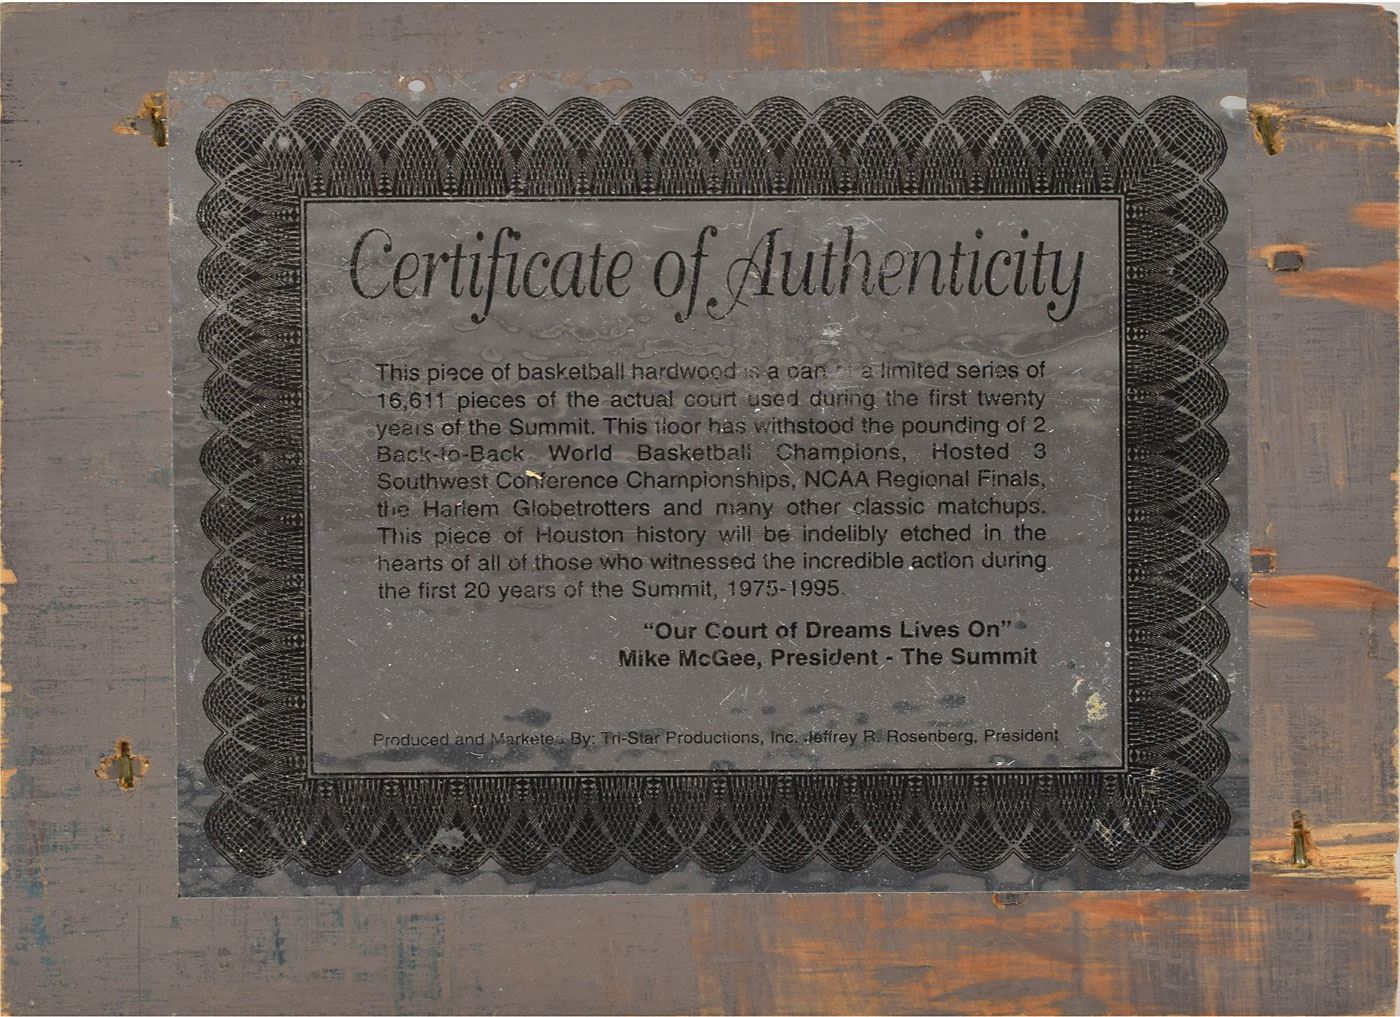 Certificate of Authenticity
This piece of basketball hardwood is a part of a limited series of
16,611 pieces of the actual court used during the first twenty
years of the Summit. This floor has withstood the pounding of 2
Back-to-Back World Basketball Champions, Hosted 3
Southwest Conference Championships, NCAA Regional Finals,
the Harlem Globetrotters and many other classic matchups.
This piece of Houston history will be indelibly etched in the
hearts of all of those who witnessed the incredible action during
the first 20 years of the Summit, 1975-1995.
“Our Court of Dreams Lives On”
Mike McGee, President - The Summit
Produced and Marketed By: Tri-Star Productions, Inc. Jeffrey R. Rosenberg, President